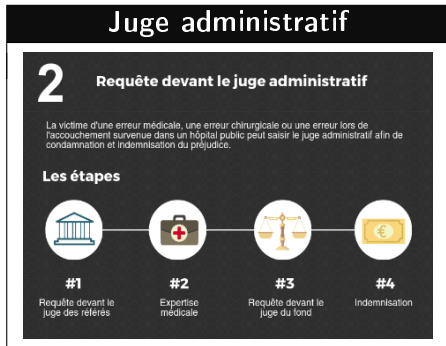 Juge administratif
2
Requête devant le juge administratif
La victime d'une erreur médicale, une erreur chirurgicale ou une erreur lors de
l'accouchement survenue dans un hôpital public peut saisir le juge administratif afin de
condamnation et indemnisation du préjudice.
Les étapes
#1
Requête devant le
juge des référés
#2
Expertise
médicale
#3
Requête devant le
juge du fond
#4
Indemnisation